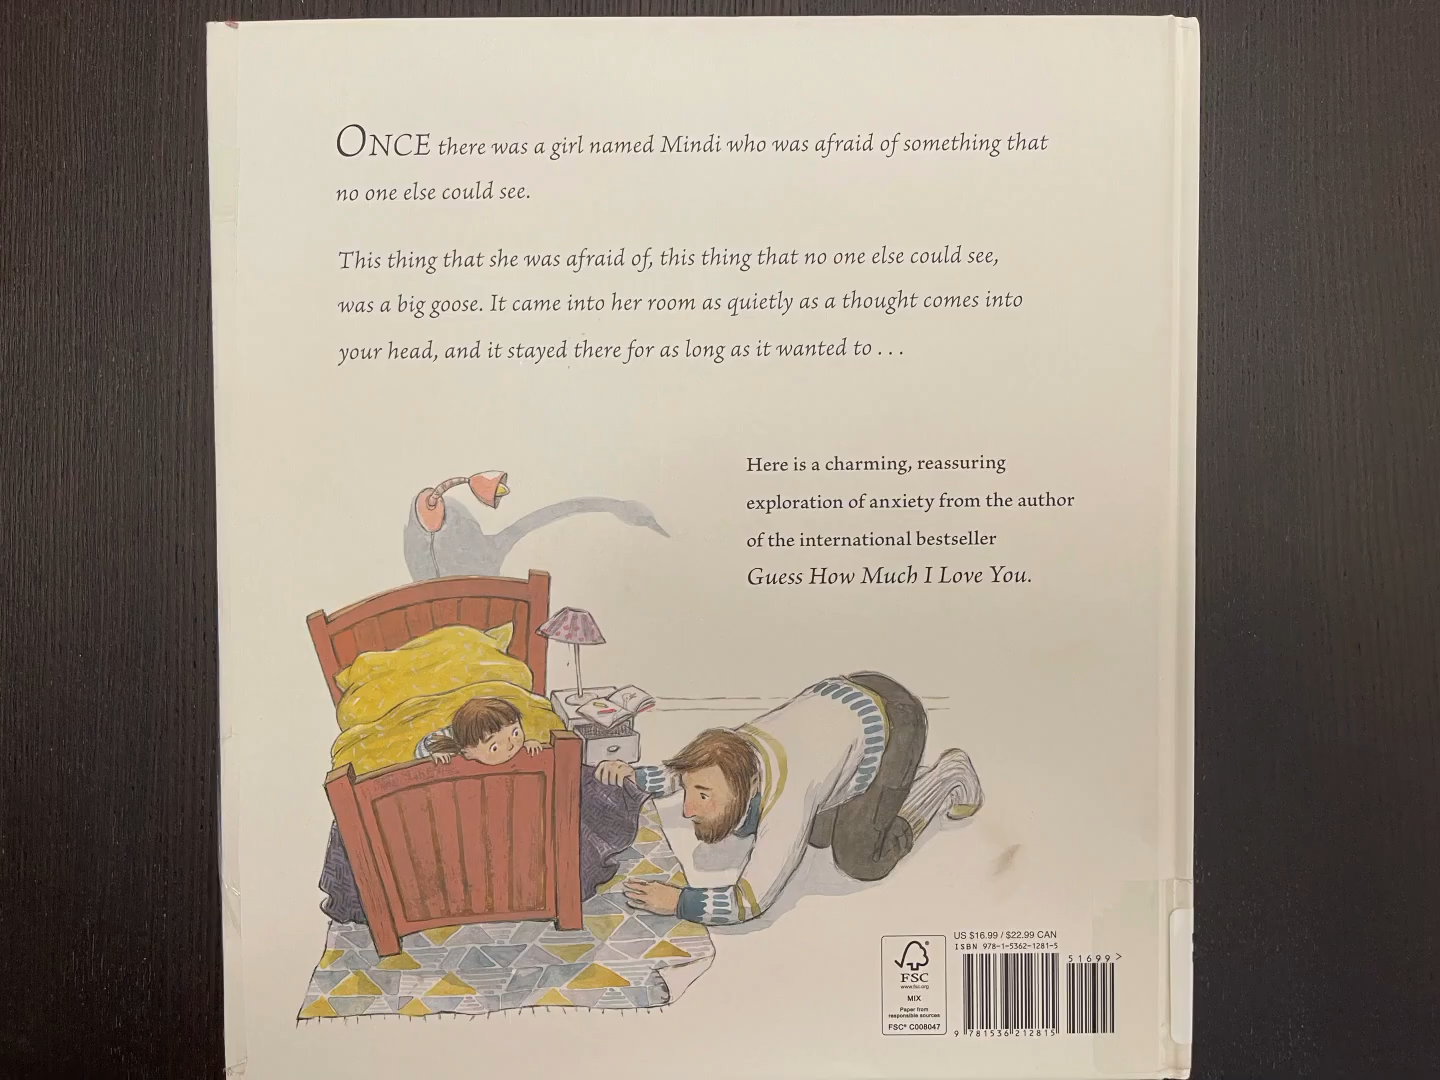 ONCE there was a girl named Mindi who was afraid of something that
no one else could see.
This thing that she was afraid of, this thing that no one else could see,
was a big goose. It came into her room as quietly as a thought comes into
your head, and it stayed there for as long as it wanted to . . .
Here is a charming, reassuring
exploration of anxiety from the author
of the international bestseller
Guess How Much I Love You.
US $16.99 / $22.99 CAN
ISBN 978-1-5362-1281-5
51699>
9 781536 212815
FSC®
www.fsc.org
MIX
Paper from
responsible sources
FSC® C008047